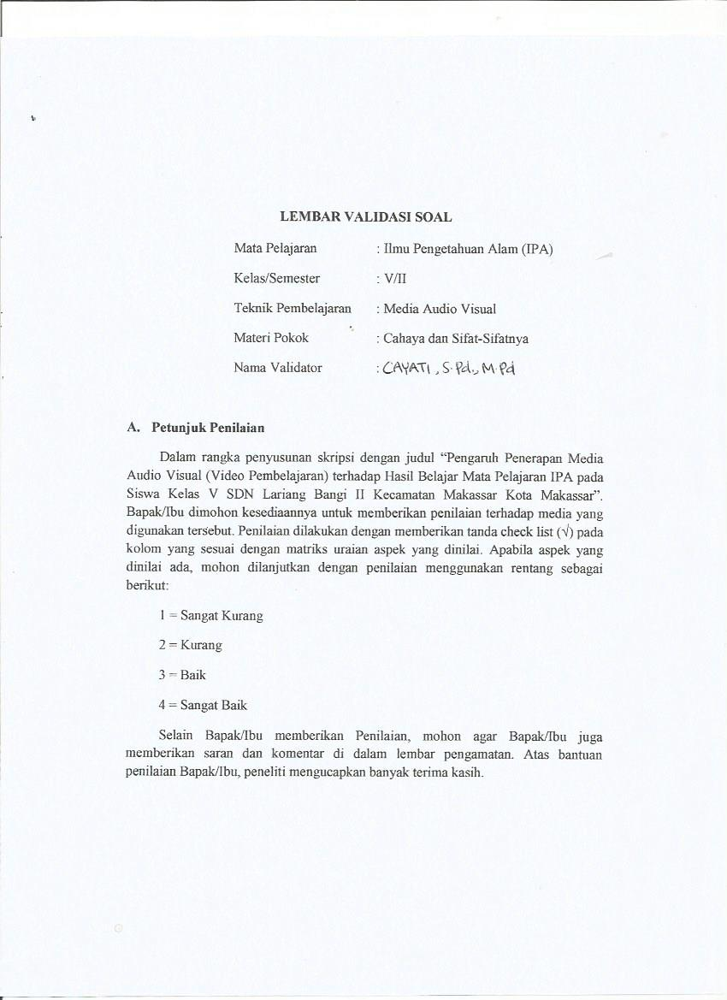 LEMBAR VALIDASI SOAL
Mata Pelajaran : Ilmu Pengetahuan Alam (IPA)
Kelas/Semester : V/II
Teknik Pembelajaran : Media Audio Visual
Materi Pokok : Cahaya dan Sifat-Sifatnya
Nama Validator : CAYATI, S.Pd., M.Pd
A. Petunjuk Penilaian
Dalam rangka penyusunan skripsi dengan judul “Pengaruh Penerapan Media
Audio Visual (Video Pembelajaran) terhadap Hasil Belajar Mata Pelajaran IPA pada
Siswa Kelas V SDN Lariang Bangi II Kecamatan Makassar Kota Makassar”.
Bapak/Ibu dimohon kesediaannya untuk memberikan penilaian terhadap media yang
digunakan tersebut. Penilaian dilakukan dengan memberikan tanda check list (√) pada
kolom yang sesuai dengan matriks uraian aspek yang dinilai. Apabila aspek yang
dinilai ada, mohon dilanjutkan dengan penilaian menggunakan rentang sebagai
berikut:
1 = Sangat Kurang
2 = Kurang
3 = Baik
4 = Sangat Baik
Selain Bapak/Ibu memberikan Penilaian, mohon agar Bapak/Ibu juga
memberikan saran dan komentar di dalam lembar pengamatan. Atas bantuan
penilaian Bapak/Ibu, peneliti mengucapkan banyak terima kasih.